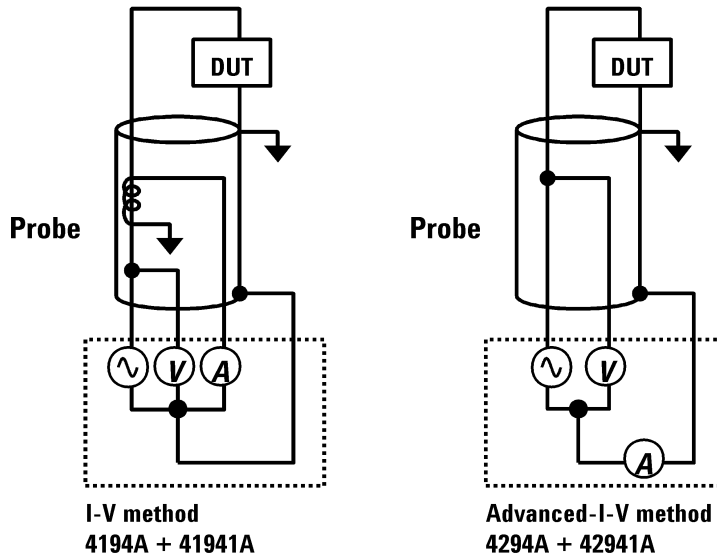 DUT
Probe
V
A
I-V method
4194A + 41941A
DUT
Probe
V
A
Advanced-I-V method
4294A + 42941A